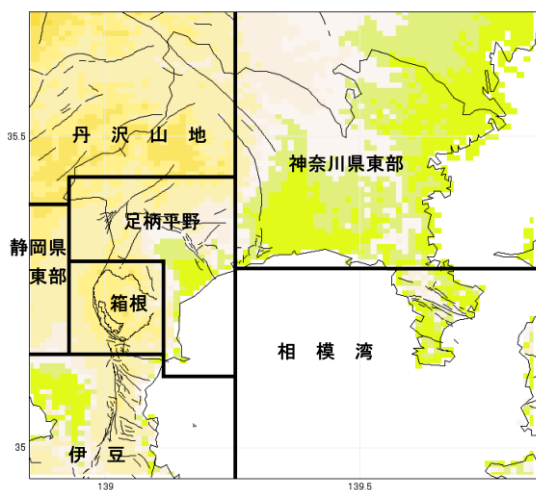 35.5
丹 沢 山 地
神奈川県東部
足柄平野
静岡県
東部
箱根
相 模 湾
35
伊 豆
139
139.5